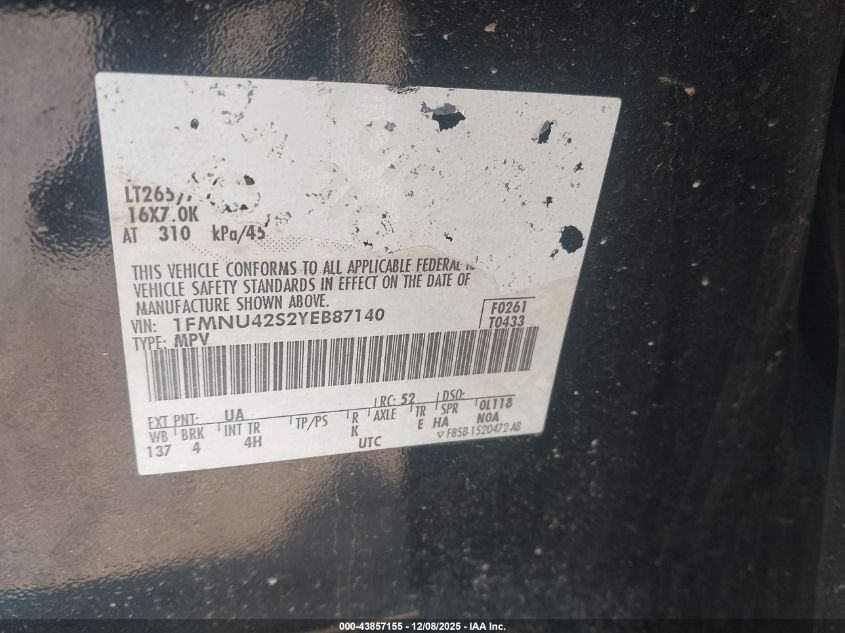 LT265/7
16X7.0K
AT 310 kPa/45
THIS VEHICLE CONFORMS TO ALL APPLICABLE FEDERAL
VEHICLE SAFETY STANDARDS IN EFFECT ON THE DATE OF
MANUFACTURE SHOWN ABOVE.
F0261
VIN: 1FMNU42S2YEB87140
T0433
TYPE: MPV
RC: 52 DSO:
EXT PNT: UA
WB BRK INT TR TP/PS R AXLE TR SPR 0L118
137 4 4H K E HA N0A
UTC
F85B-1520472-AB
000-43857155 - 12/08/2025 - IAA Inc.